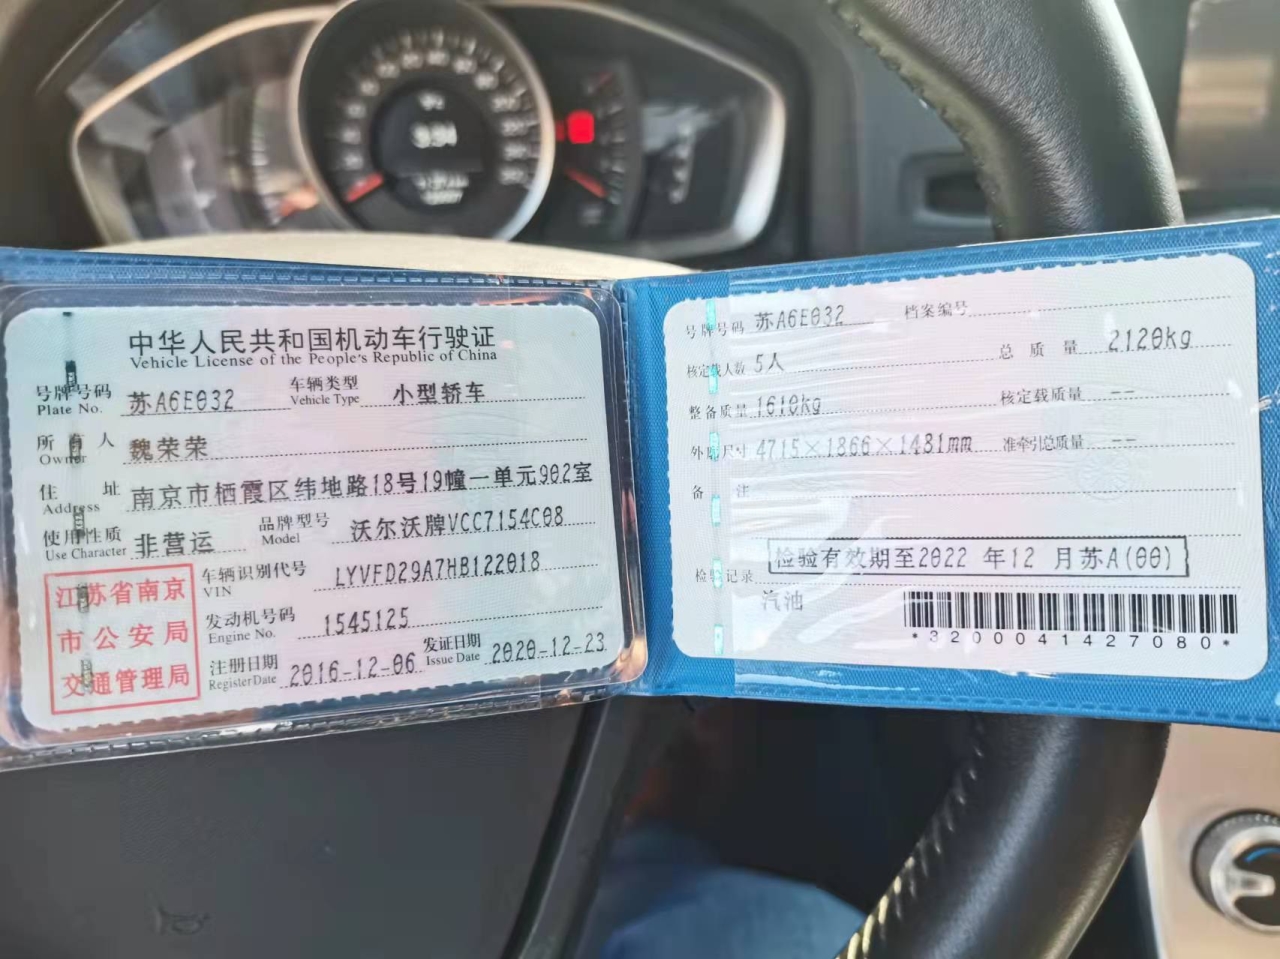 中华人民共和国机动车行驶证
Vehicle License of the People's Republic of China
号牌号码 Plate No. 苏A6E032 车辆类型 Vehicle Type 小型轿车
所有人 Owner 魏荣荣
住址 Address 南京市栖霞区纬地路18号19幢一单元902室
使用性质 Use Character 非营运 品牌型号 Model 沃尔沃牌VCC7154C08
车辆识别代号 VIN LYVFD29A7HB122018
发动机号码 Engine No. 1545125
注册日期 Register Date 2016-12-06 发证日期 Issue Date 2020-12-23
江苏省南京
市公安局
交通管理局
号牌号码 苏A6E032 档案编号
核定载人数 5人 总质量 2120kg
整备质量 1610kg 核定载质量 --
外廓尺寸 4715×1866×1481mm 准牵引总质量 --
备注
检验有效期至2022年12月苏A(00)
检验记录
汽油
*3200041427080*